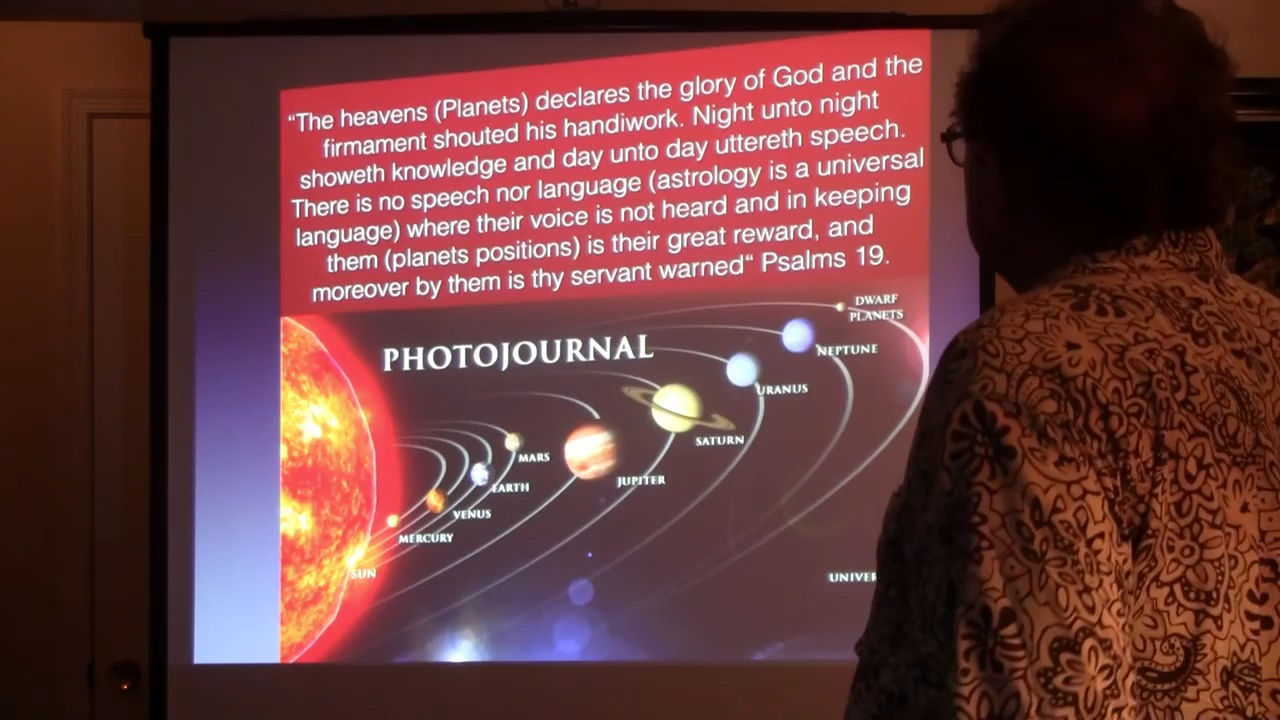 “The heavens (Planets) declares the glory of God and the
firmament shouted his handiwork. Night unto night
showeth knowledge and day unto day uttereth speech.
There is no speech nor language (astrology is a universal
language) where their voice is not heard and in keeping
them (planets positions) is their great reward, and
moreover by them is thy servant warned“ Psalms 19.
DWARF
PLANETS
PHOTOJOURNAL
NEPTUNE
URANUS
SATURN
MARS
JUPITER
EARTH
VENUS
MERCURY
SUN
UNIVER